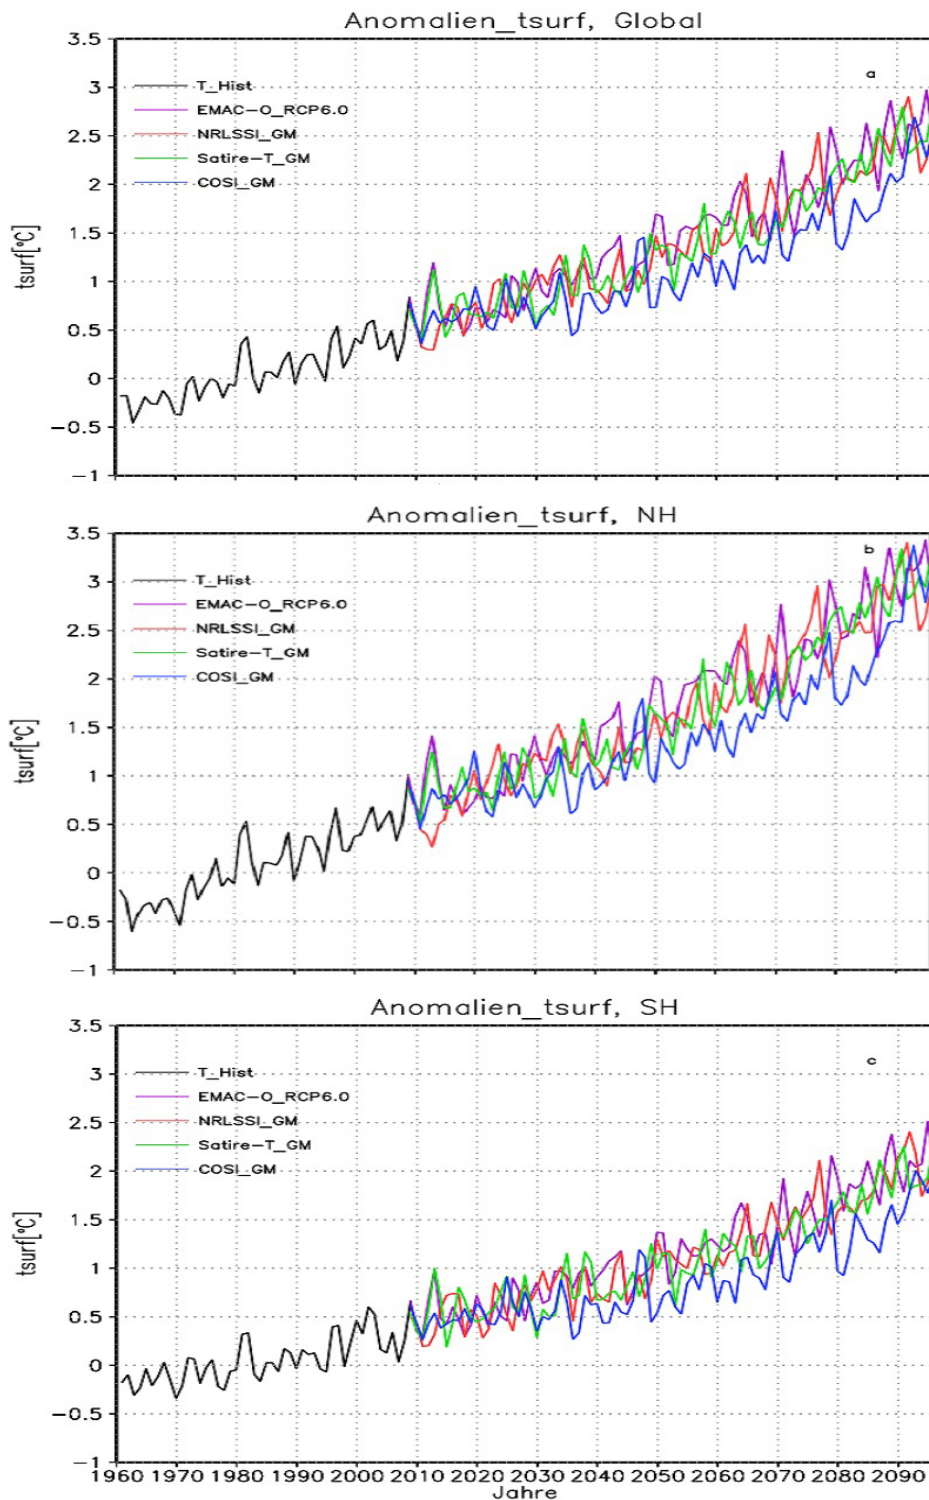 Anomalien_tsurf, Global
3.5
a
3
T_Hist
EMAC-O_RCP6.0
2.5
NRLSSI_GM
Satire-T_GM
2
COSI_GM
tsurf[°C]
1.5
1
0.5
0
-0.5
-1
Anomalien_tsurf, NH
3.5
b
3
T_Hist
EMAC-O_RCP6.0
2.5
NRLSSI_GM
Satire-T_GM
2
COSI_GM
tsurf[°C]
1.5
1
0.5
0
-0.5
-1
Anomalien_tsurf, SH
3.5
c
3
T_Hist
EMAC-O_RCP6.0
2.5
NRLSSI_GM
Satire-T_GM
2
COSI_GM
tsurf[°C]
1.5
1
0.5
0
-0.5
-1
1960 1970 1980 1990 2000 2010 2020 2030 2040 2050 2060 2070 2080 2090
Jahre